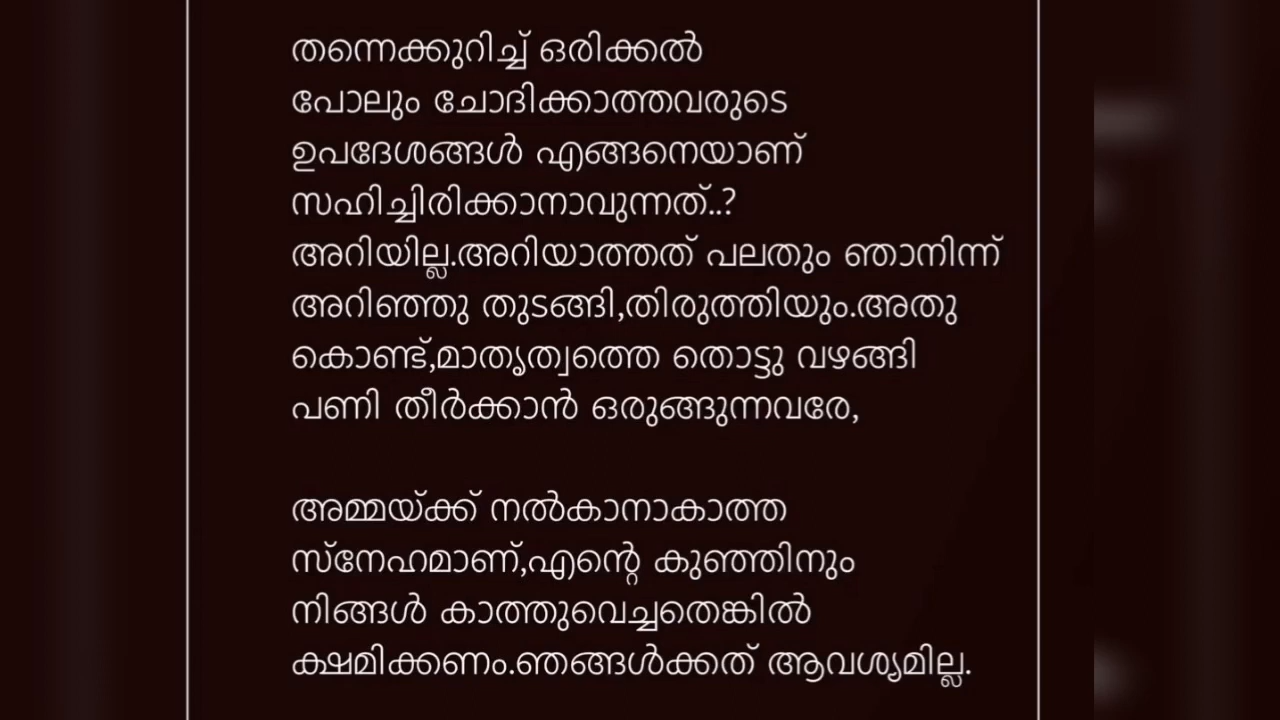 തന്നെക്കുറിച്ച് ഒരിക്കൽ
പോലും ചോദിക്കാത്തവരുടെ
ഉപദേശങ്ങൾ എങ്ങനെയാണ്
സഹിച്ചിരിക്കാനാവുന്നത്..?
അറിയില്ല.അറിയാത്തത് പലതും ഞാനിന്ന്
അറിഞ്ഞു തുടങ്ങി,തിരുത്തിയും.അതു
കൊണ്ട്,മാതൃത്വത്തെ തൊട്ടു വഴങ്ങി
പണി തീർക്കാൻ ഒരുങ്ങുന്നവരേ,
അമ്മയ്ക്ക് നൽകാനാകാത്ത
സ്നേഹമാണ്,എന്റെ കുഞ്ഞിനും
നിങ്ങൾ കാത്തുവെച്ചതെങ്കിൽ
ക്ഷമിക്കണം.ഞങ്ങൾക്കത് ആവശ്യമില്ല.